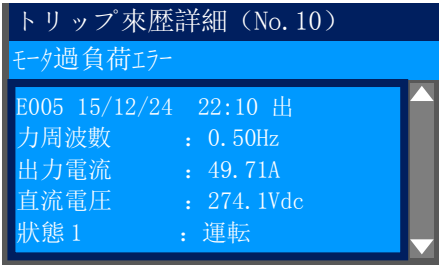 トリップ來歴詳細（No.10）
ﾓｰﾀ過負荷ｴﾗｰ
E005 15/12/24 22:10 出
力周波數 ：0.50Hz
出力電流 ：49.71A
直流電圧 ：274.1Vdc
狀態1 ：運転